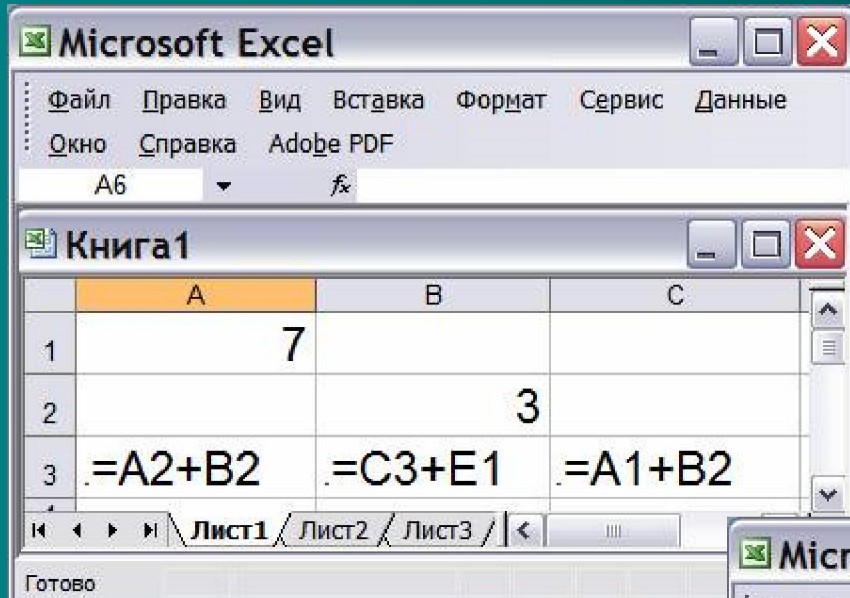 Microsoft Excel
Файл Правка Вид Вставка Формат Сервис Данные
Окно Справка Adobe PDF
A6 fx
Книга1
A B C
1 7
2 3
3 .=A2+B2 .=C3+E1 .=A1+B2
Лист1 Лист2 Лист3
Готово